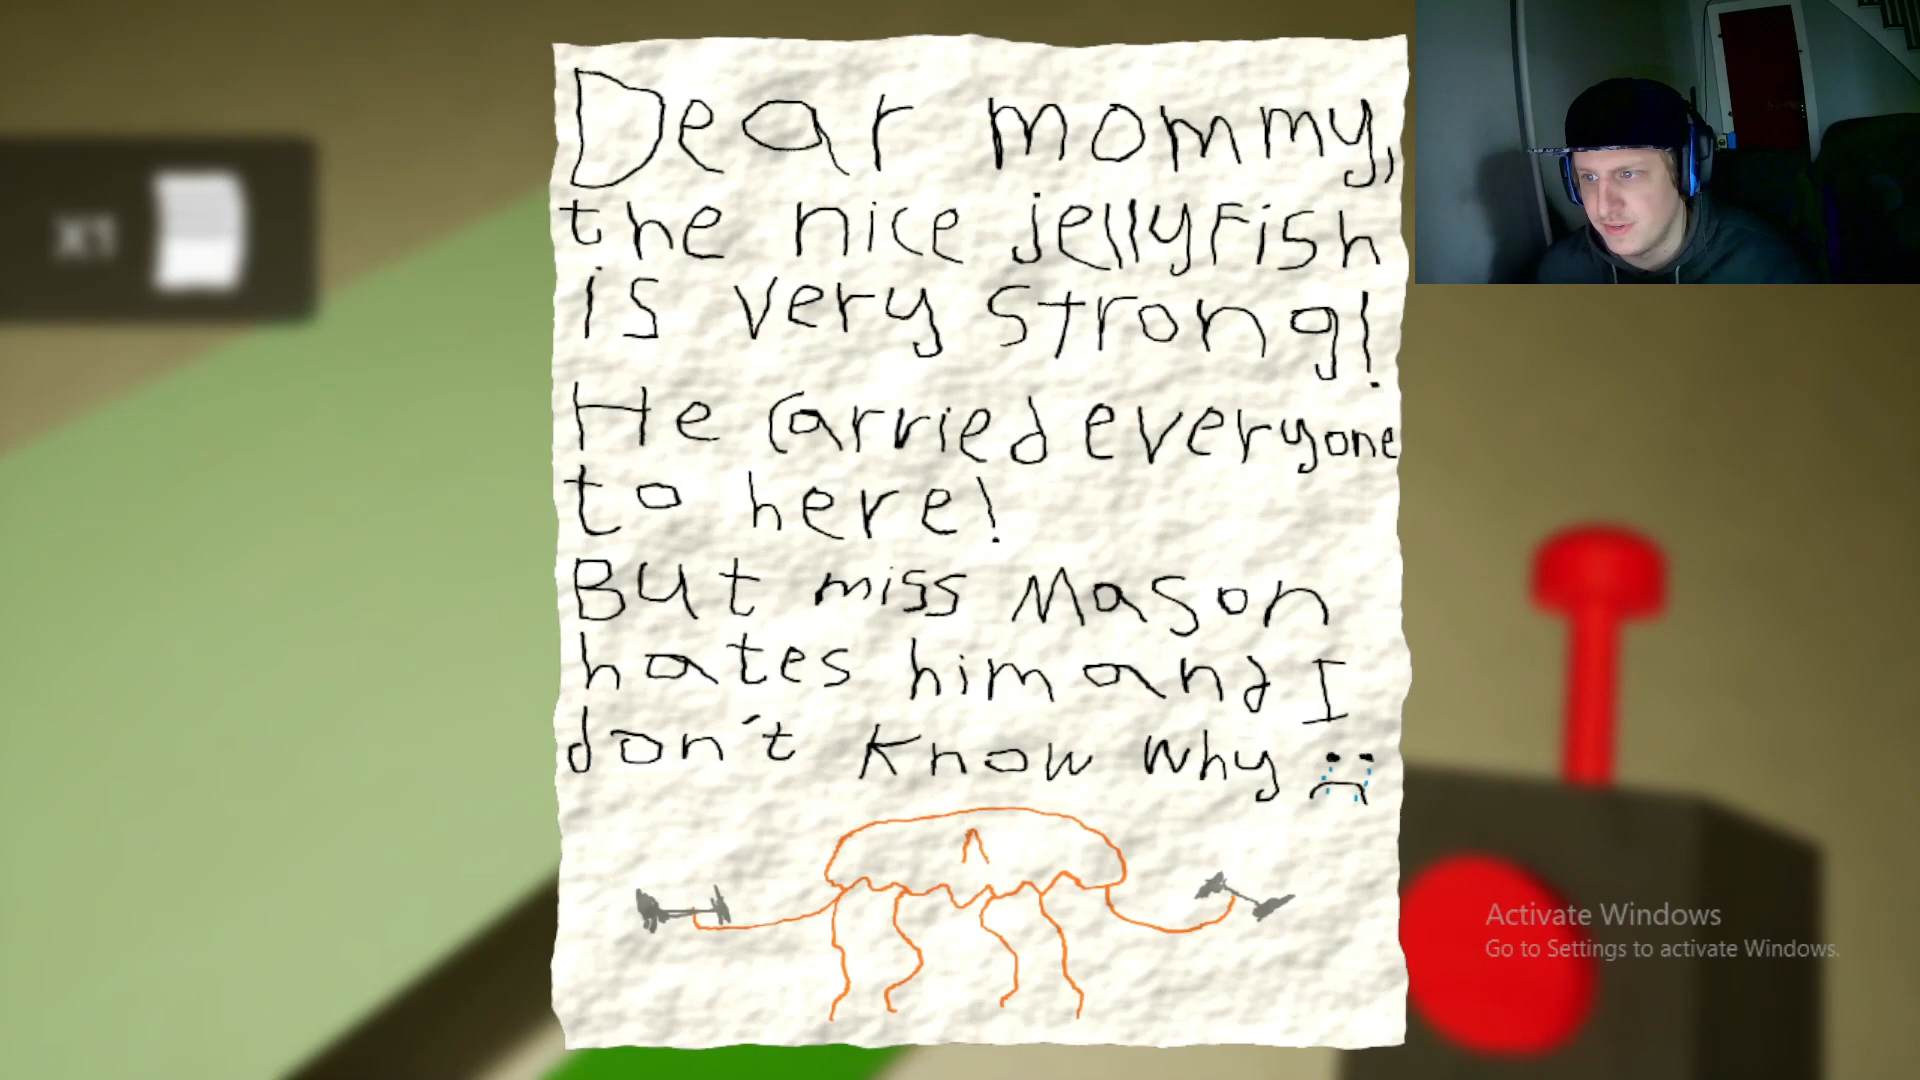 Dear mommy,
the nice jellyfish
is very strong!
He carried everyone
to here!
But miss Mason
hates him and I
don't know why
x1
Activate Windows
Go to Settings to activate Windows.